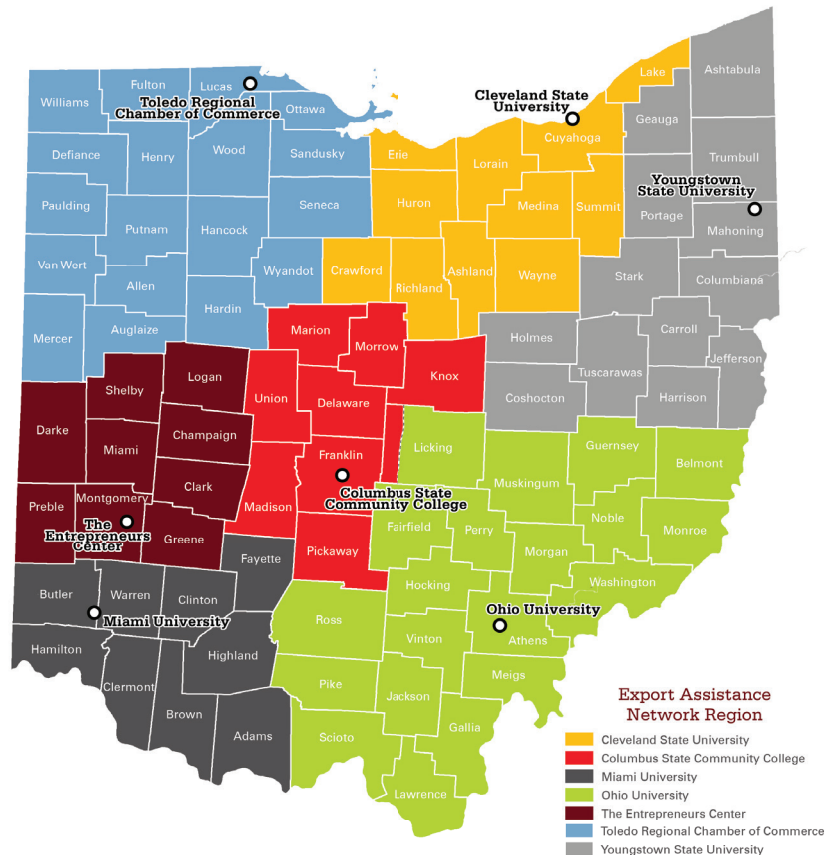 Lake
Ashtabula
Fulton
Lucas
Williams
Toledo Regional
Chamber of Commerce
Ottawa
Cleveland State
University
Geauga
Cuyahoga
Defiance
Henry
Wood
Sandusky
Erie
Lorain
Trumbull
Youngstown
State University
Paulding
Huron
Medina
Summit
Portage
Seneca
Mahoning
Putnam
Hancock
Van Wert
Wyandot
Crawford
Ashland
Wayne
Stark
Columbiana
Allen
Richland
Hardin
Mercer
Auglaize
Marion
Morrow
Holmes
Carroll
Jefferson
Logan
Knox
Tuscarawas
Shelby
Union
Delaware
Coshocton
Harrison
Darke
Champaign
Miami
Licking
Guernsey
Franklin
Belmont
Clark
Muskingum
Montgomery
Madison
Columbus State
Community College
Preble
The
Entrepreneurs
Center
Greene
Fairfield
Perry
Noble
Monroe
Pickaway
Morgan
Fayette
Hocking
Washington
Butler
Warren
Clinton
Miami University
Ross
Ohio University
Athens
Hamilton
Highland
Vinton
Meigs
Clermont
Pike
Jackson
Brown
Gallia
Adams
Scioto
Lawrence
Export Assistance
Network Region
Cleveland State University
Columbus State Community College
Miami University
Ohio University
The Entrepreneurs Center
Toledo Regional Chamber of Commerce
Youngstown State University